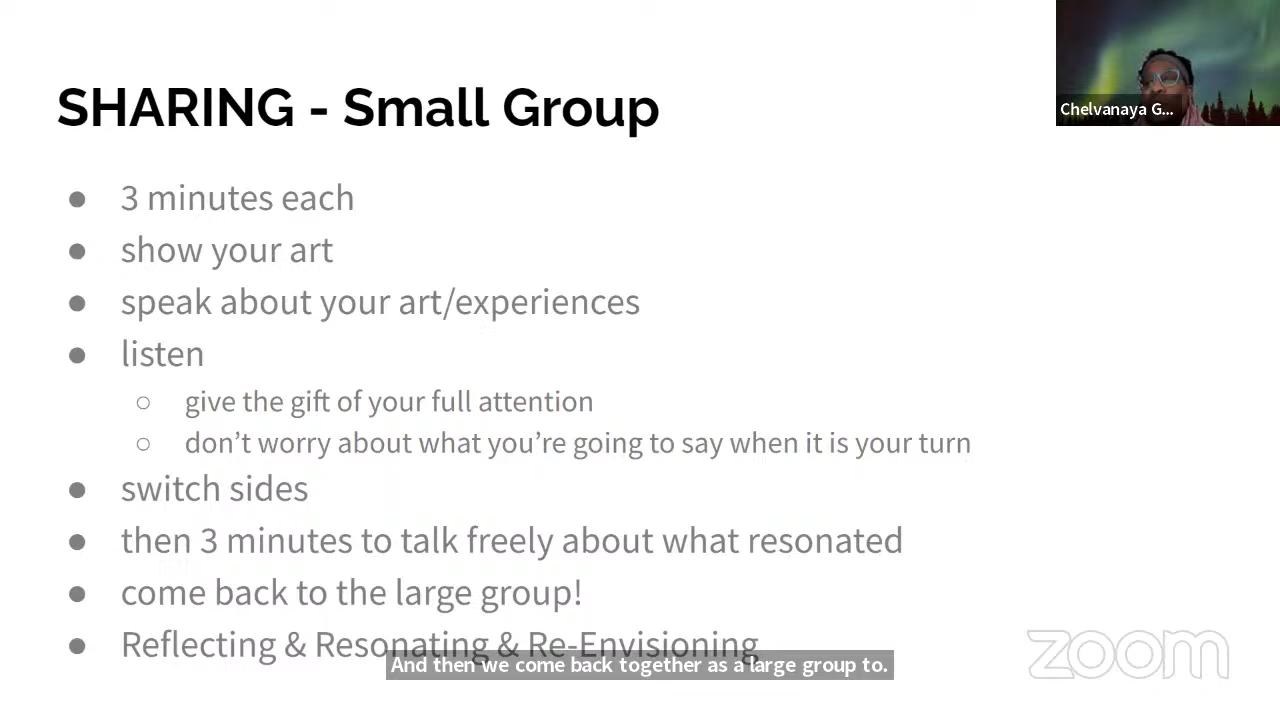 SHARING - Small Group
Chelvanaya G...
● 3 minutes each
● show your art
● speak about your art/experiences
● listen
○ give the gift of your full attention
○ don’t worry about what you’re going to say when it is your turn
● switch sides
● then 3 minutes to talk freely about what resonated
● come back to the large group!
● Reflecting & Resonating & Re-Envisioning
And then we come back together as a large group to.
zoom